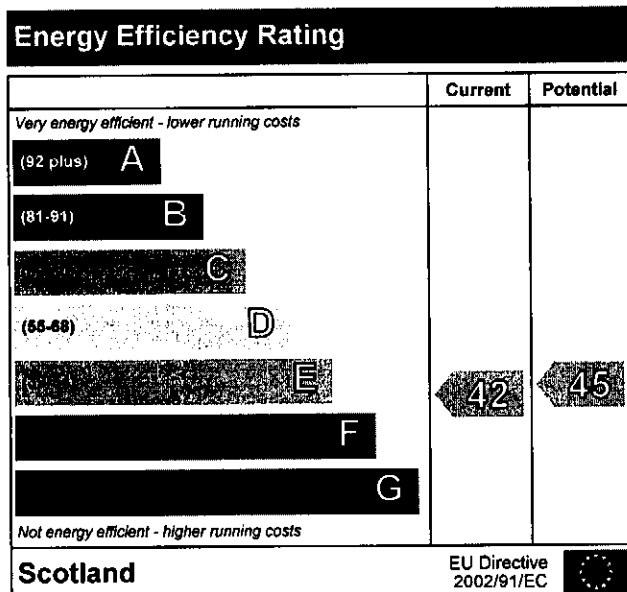 Energy Efficiency Rating
Current Potential
Very energy efficient - lower running costs
(92 plus) A
(81-91) B
C
(55-68) D
E
42 45
F
G
Not energy efficient - higher running costs
Scotland
EU Directive
2002/91/EC